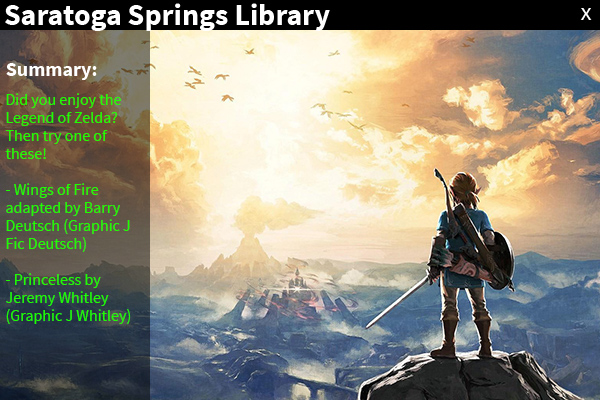 Saratoga Springs Library
X
Summary:
Did you enjoy the
Legend of Zelda?
Then try one of
these!
- Wings of Fire
adapted by Barry
Deutsch (Graphic J
Fic Deutsch)
- Princeless by
Jeremy Whitley
(Graphic J Whitley)